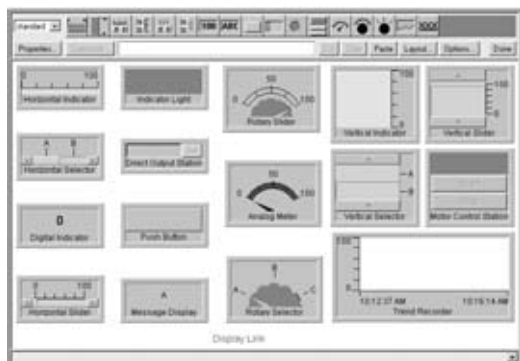 standard
100 ABC
Properties...
Paste Layout... Options... Done
0 100
Horizontal Indicator
Indicator Light
0 50 100
Rotary Slider
100
0
Vertical Indicator
100
0
Vertical Slider
A B
Horizontal Selector
Direct Output Station
0 50 100
Analog Meter
A
B
Vertical Selector
Motor Control Station
0
Digital Indicator
Push Button
0 100
Horizontal Slider
A
Message Display
A B C
Rotary Selector
0
10:12:37 AM 10:15:14 AM
Trend Recorder
Display Link